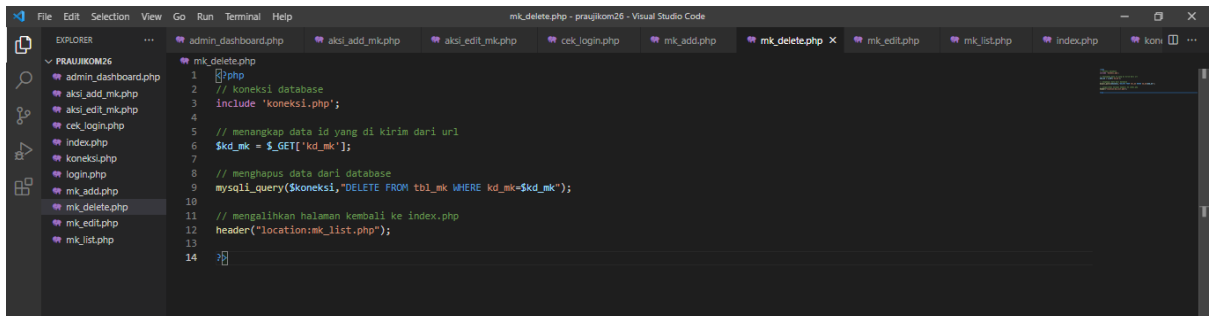 File Edit Selection View Go Run Terminal Help
mk_delete.php - praujikom26 - Visual Studio Code
EXPLORER
admin_dashboard.php aksi_add_mk.php aksi_edit_mk.php cek_login.php mk_add.php mk_delete.php mk_edit.php mk_list.php index.php
PRAUJIKOM26
admin_dashboard.php
aksi_add_mk.php
aksi_edit_mk.php
cek_login.php
index.php
koneksi.php
login.php
mk_add.php
mk_delete.php
mk_edit.php
mk_list.php
mk_delete.php
1 <?php
2 // koneksi database
3 include 'koneksi.php';
4
5 // menangkap data id yang di kirim dari url
6 $kd_mk = $_GET['kd_mk'];
7
8 // menghapus data dari database
9 mysqli_query($koneksi,"DELETE FROM tbl_mk WHERE kd_mk=$kd_mk");
10
11 // mengalihkan halaman kembali ke index.php
12 header("location:mk_list.php");
13
14 ?>